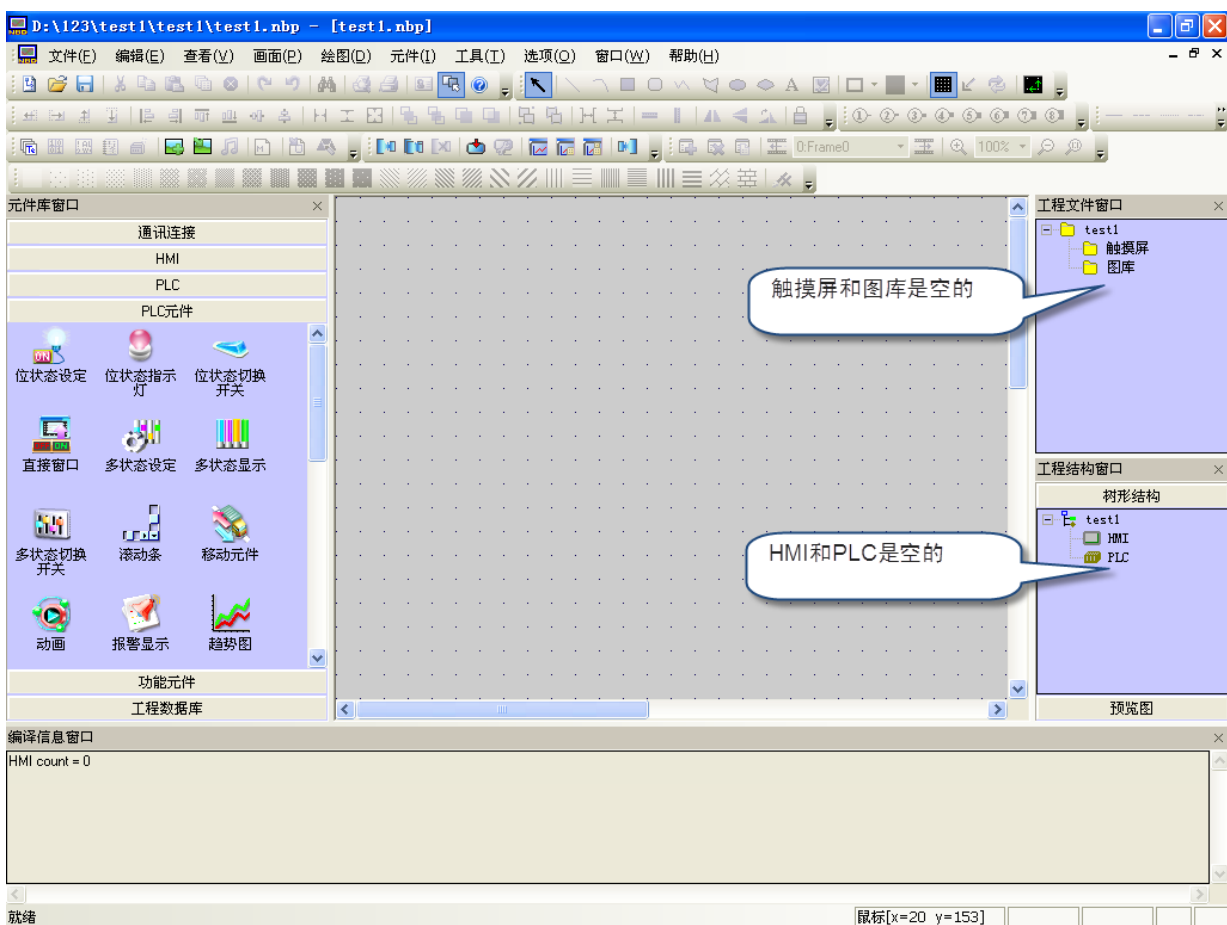 D:\123\test1\test1\test1.nbp - [test1.nbp]
文件(F) 编辑(E) 查看(V) 画面(P) 绘图(D) 元件(I) 工具(T) 选项(O) 窗口(W) 帮助(H)
0:Frame0 100%
元件库窗口
通讯连接
HMI
PLC
PLC元件
位状态设定 位状态指示灯 位状态切换开关
直接窗口 多状态设定 多状态显示
多状态切换开关 滚动条 移动元件
动画 报警显示 趋势图
功能元件
工程数据库
触摸屏和图库是空的
HMI和PLC是空的
工程文件窗口
test1
触摸屏
图库
工程结构窗口
树形结构
test1
HMI
PLC
预览图
编译信息窗口
HMI count = 0
就绪
鼠标[x=20 y=153]